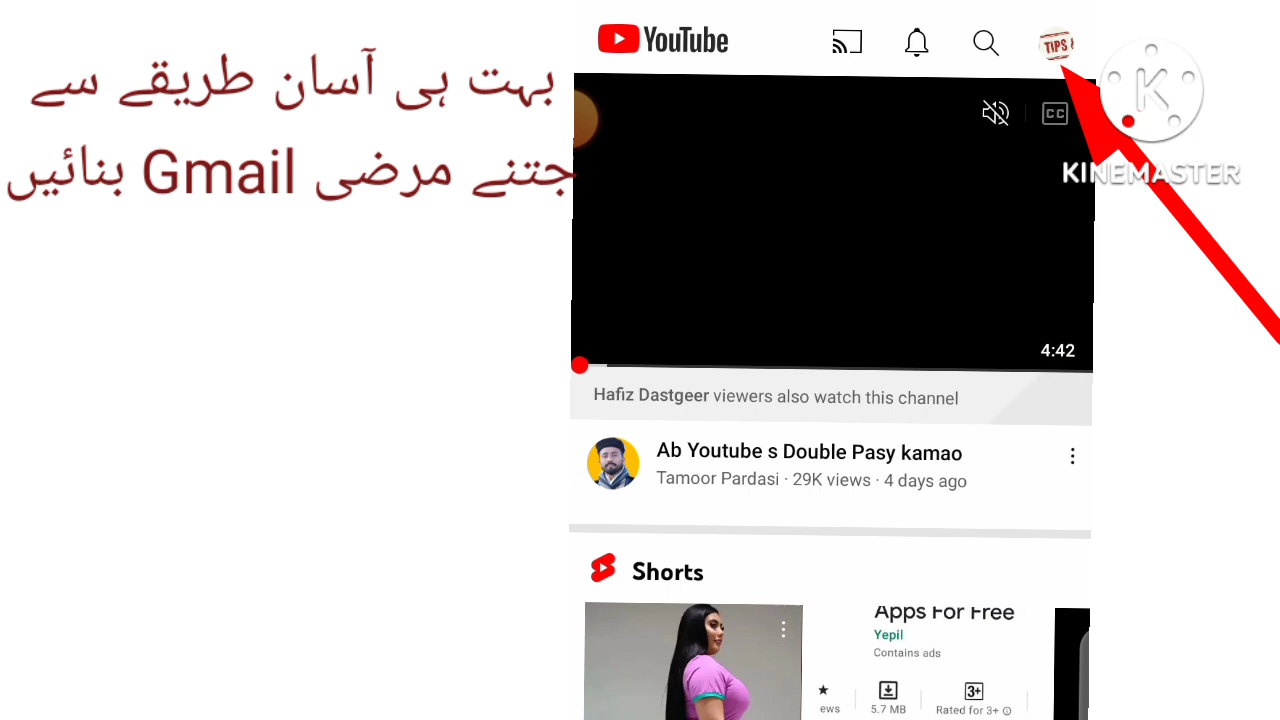 بہت ہی آسان طریقے سے
جتنے مرضی Gmail بنائیں
YouTube
TIPS
CC
K
KINEMASTER
4:42
Hafiz Dastgeer viewers also watch this channel
Ab Youtube s Double Pasy kamao
Tamoor Pardasi · 29K views · 4 days ago
Shorts
Apps For Free
Yepil
Contains ads
3+
ews
5.7 MB
Rated for 3+